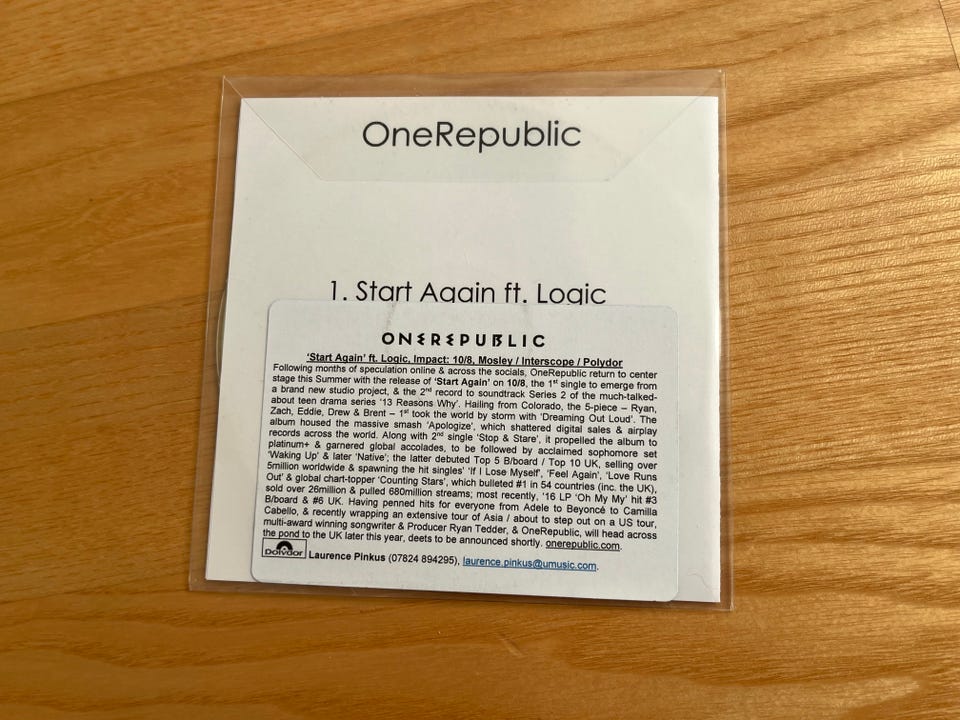 OneRepublic
1. Start Again ft. Logic
ONEREPUBLIC
'Start Again' ft. Logic, Impact: 10/8, Mosley / Interscope / Polydor
Following months of speculation online & across the socials, OneRepublic return to center
stage this Summer with the release of 'Start Again' on 10/8, the 1st single to emerge from
a brand new studio project, & the 2nd record to soundtrack Series 2 of the much-talked-
about teen drama series '13 Reasons Why'. Hailing from Colorado, the 5-piece – Ryan,
Zach, Eddie, Drew & Brent – 1st took the world by storm with 'Dreaming Out Loud'. The
album housed the massive smash 'Apologize', which shattered digital sales & airplay
records across the world. Along with 2nd single 'Stop & Stare', it propelled the album to
platinum+ & garnered global accolades, to be followed by acclaimed sophomore set
'Waking Up' & later 'Native'; the latter debuted Top 5 B/board / Top 10 UK, selling over
5million worldwide & spawning the hit singles' 'If I Lose Myself', 'Feel Again', 'Love Runs
Out' & global chart-topper 'Counting Stars', which bulleted #1 in 54 countries (inc. the UK),
sold over 26million & pulled 680million streams; most recently, '16 LP 'Oh My My' hit #3
B/board & #6 UK. Having penned hits for everyone from Adele to Beyoncé to Camilla
Cabello, & recently wrapping an extensive tour of Asia / about to step out on a US tour,
multi-award winning songwriter & Producer Ryan Tedder, & OneRepublic, will head across
the pond to the UK later this year, deets to be announced shortly. onerepublic.com.
Polydor Laurence Pinkus (07824 894295), laurence.pinkus@umusic.com.